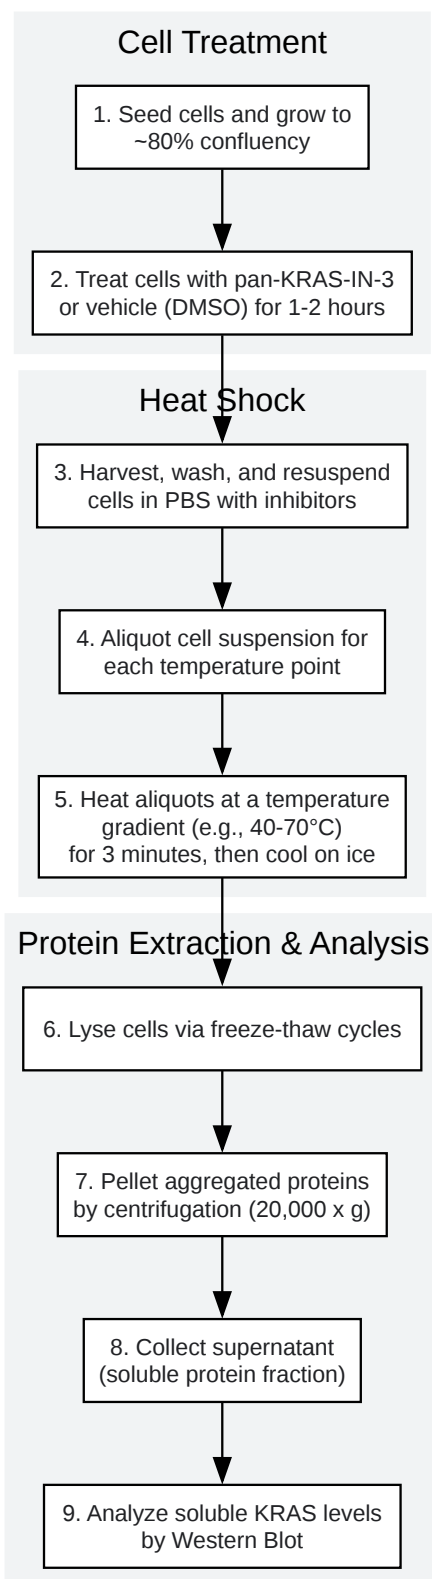 Cell Treatment
1. Seed cells and grow to
~80% confluency
2. Treat cells with pan-KRAS-IN-3
or vehicle (DMSO) for 1-2 hours
Heat Shock
3. Harvest, wash, and resuspend
cells in PBS with inhibitors
4. Aliquot cell suspension for
each temperature point
5. Heat aliquots at a temperature
gradient (e.g., 40-70°C)
for 3 minutes, then cool on ice
Protein Extraction & Analysis
6. Lyse cells via freeze-thaw cycles
7. Pellet aggregated proteins
by centrifugation (20,000 x g)
8. Collect supernatant
(soluble protein fraction)
9. Analyze soluble KRAS levels
by Western Blot